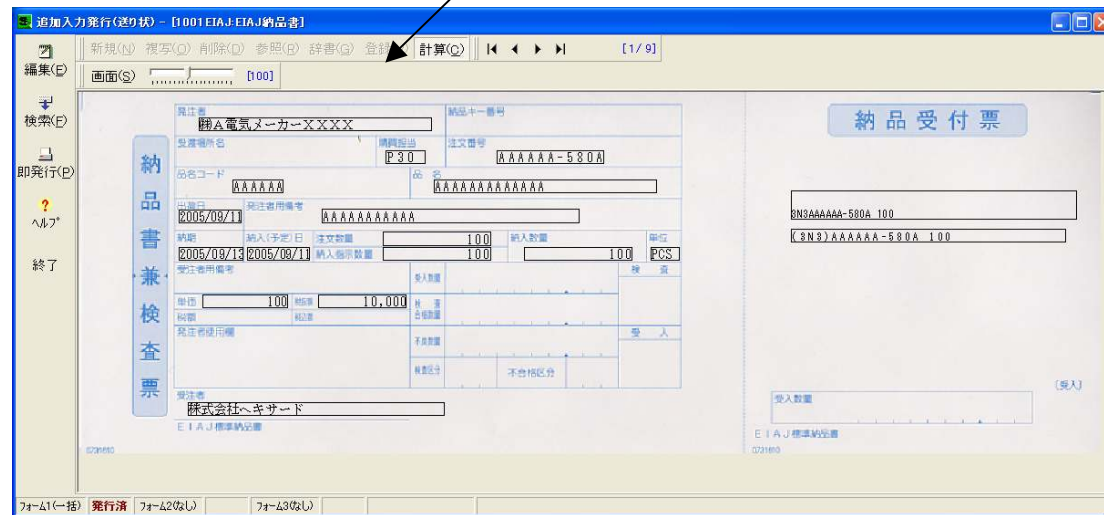 追加入力発行(送り状) - [1001 EIAJ:EIAJ納品書]
新規(N) 複写(O) 削除(D) 参照(R) 辞書(G) 登録 計算(C) [1/9]
編集(E)
画面(S) [100]
検索(F)
即発行(P)
?
ヘルプ
終了
納品書兼検査票
発注者
㈱A電気メーカーXXXX
納品キー番号
受渡場所名
購買担当
P30
注文番号
AAAAAA-580A
品名コード
AAAAAA
品 名
AAAAAAAAAAAAA
出荷日
2005/09/11
発注者用備考
AAAAAAAAAAA
納期
2005/09/13
納入(予定)日
2005/09/11
注文数量
100
納入指示数量
100
納入数量
100
単位
PCS
受注者用備考
受入数量
検 査
単価
100
10,000
検 査
合格数量
税額
発注者使用欄
不良数量
受 入
検査区分
不合格区分
受注者
株式会社ヘキサード
EIAJ標準納品書
納品受付票
3N3AAAAAA-580A 100
(3N3)AAAAAA-580A 100
[受入]
受入数量
EIAJ標準納品書
フォーム1(一括) 発行済 フォーム2(なし) フォーム3(なし)